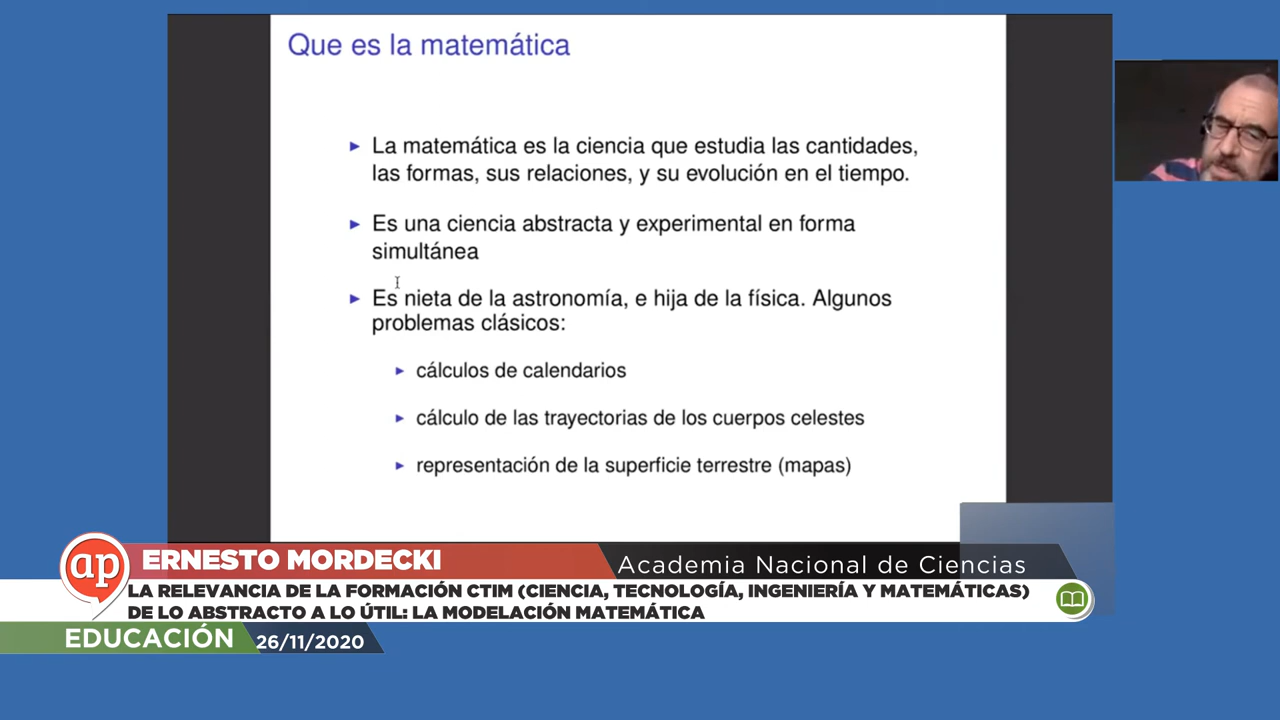 Que es la matemática
La matemática es la ciencia que estudia las cantidades,
las formas, sus relaciones, y su evolución en el tiempo.
Es una ciencia abstracta y experimental en forma
simultánea
Es nieta de la astronomía, e hija de la física. Algunos
problemas clásicos:
cálculos de calendarios
cálculo de las trayectorias de los cuerpos celestes
representación de la superficie terrestre (mapas)
ap
ERNESTO MORDECKI
Academia Nacional de Ciencias
LA RELEVANCIA DE LA FORMACIÓN CTIM (CIENCIA, TECNOLOGÍA, INGENIERÍA Y MATEMÁTICAS)
DE LO ABSTRACTO A LO ÚTIL: LA MODELACIÓN MATEMÁTICA
EDUCACIÓN
26/11/2020